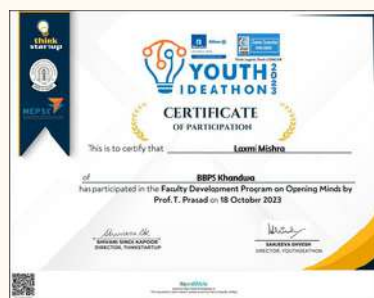 think
startup
MEPSC
YOUTH
2023
IDEATHON
CERTIFICATE
OF PARTICIPATION
This is to certify that Laxmi Mishra
of BBPS Khandwa
has participated in the Faculty Development Program on Opening Minds by
Prof. T. Prasad on 18 October 2023
SHIVANI SINGH KAPOOR
DIRECTOR, THINKSTARTUP
SANJEEVA SHIVESH
DIRECTOR, YOUTHIDEATHON